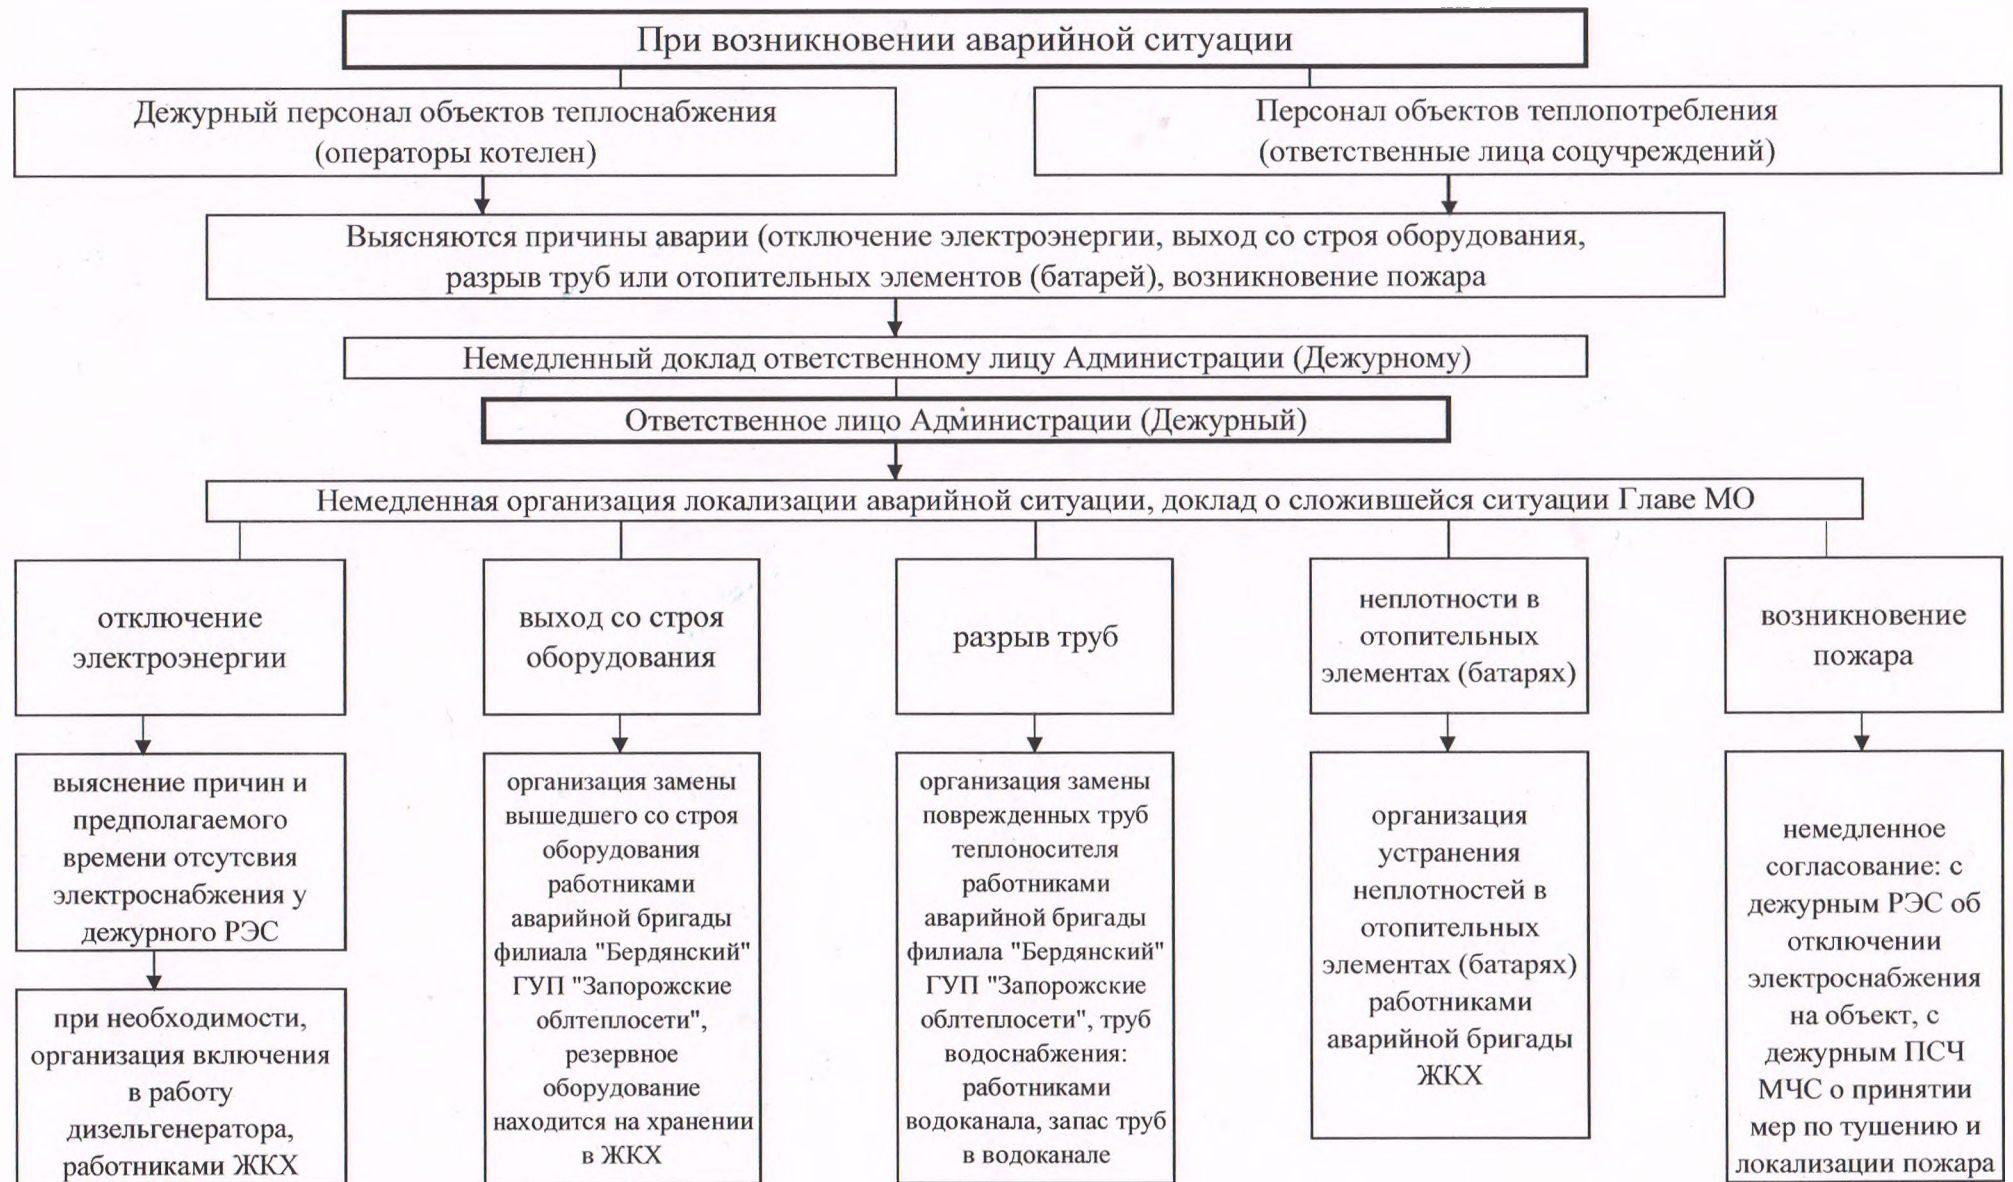 При возникновении аварийной ситуации
Дежурный персонал объектов теплоснабжения
(операторы котелен)
Персонал объектов теплопотребления
(ответственные лица соцучреждений)
Выясняются причины аварии (отключение электроэнергии, выход со строя оборудования,
разрыв труб или отопительных элементов (батарей), возникновение пожара
Немедленный доклад ответственному лицу Администрации (Дежурному)
Ответственное лицо Администрации (Дежурный)
Немедленная организация локализации аварийной ситуации, доклад о сложившейся ситуации Главе МО
отключение
электроэнергии
выход со строя
оборудования
разрыв труб
неплотности в
отопительных
элементах (батарях)
возникновение
пожара
выяснение причин и
предполагаемого
времени отсутсвия
электроснабжения у
дежурного РЭС
при необходимости,
организация включения
в работу
дизельгенератора,
работниками ЖКХ
организация замены
вышедшего со строя
оборудования
работниками
аварийной бригады
филиала "Бердянский"
ГУП "Запорожские
облтеплосети",
резервное
оборудование
находится на хранении
в ЖКХ
организация замены
поврежденных труб
теплоносителя
работниками
аварийной бригады
филиала "Бердянский"
ГУП "Запорожские
облтеплосети", труб
водоснабжения:
работниками
водоканала, запас труб
в водоканале
организация
устранения
неплотностей в
отопительных
элементах (батарях)
работниками
аварийной бригады
ЖКХ
немедленное
согласование: с
дежурным РЭС об
отключении
электроснабжения
на объект, с
дежурным ПСЧ
МЧС о принятии
мер по тушению и
локализации пожара